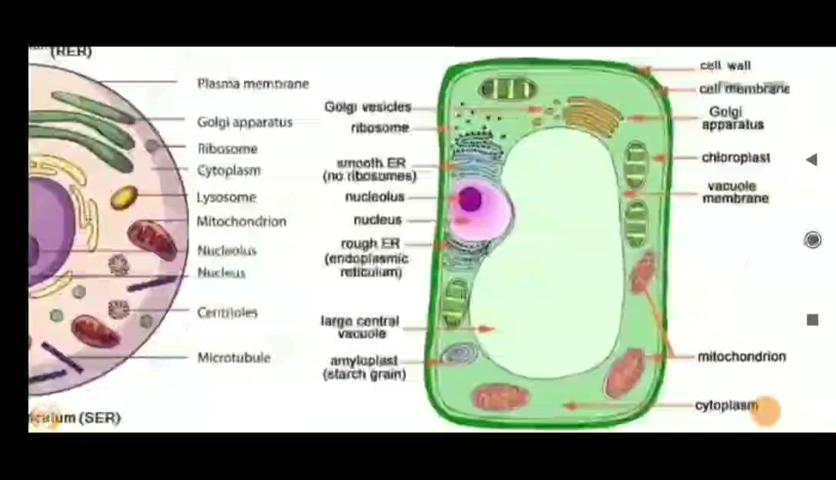 (RER)
Plasma membrane
Golgi apparatus
Ribosome
Cytoplasm
Lysosome
Mitochondrion
Nucleolus
Nucleus
Centrioles
Microtubule
(SER)
Golgi vesicles
ribosome
smooth ER
(no ribosomes)
nucleolus
nucleus
rough ER
(endoplasmic
reticulum)
large central
vacuole
amyloplast
(starch grain)
cell wall
cell membrane
Golgi
apparatus
chloroplast
vacuole
membrane
mitochondrion
cytoplasm